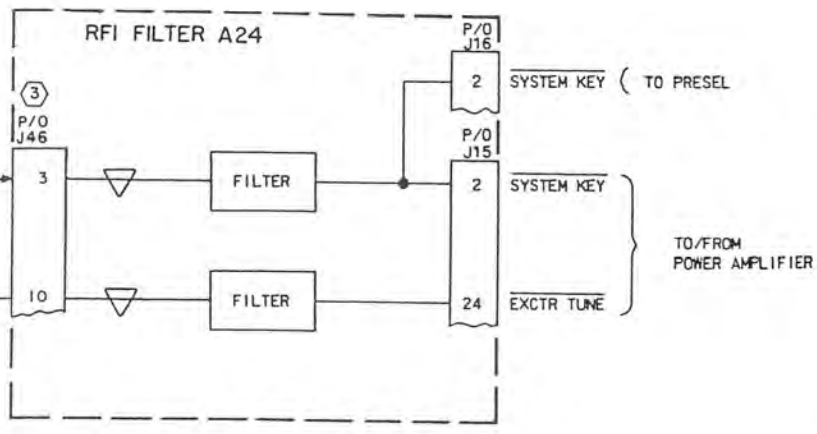 RFI FILTER A24
P/O
J16
2
SYSTEM KEY
TO PRESEL
3
P/O
J46
3
FILTER
P/O
J15
2
SYSTEM KEY
TO/FROM
POWER AMPLIFIER
10
FILTER
24
EXCTR TUNE